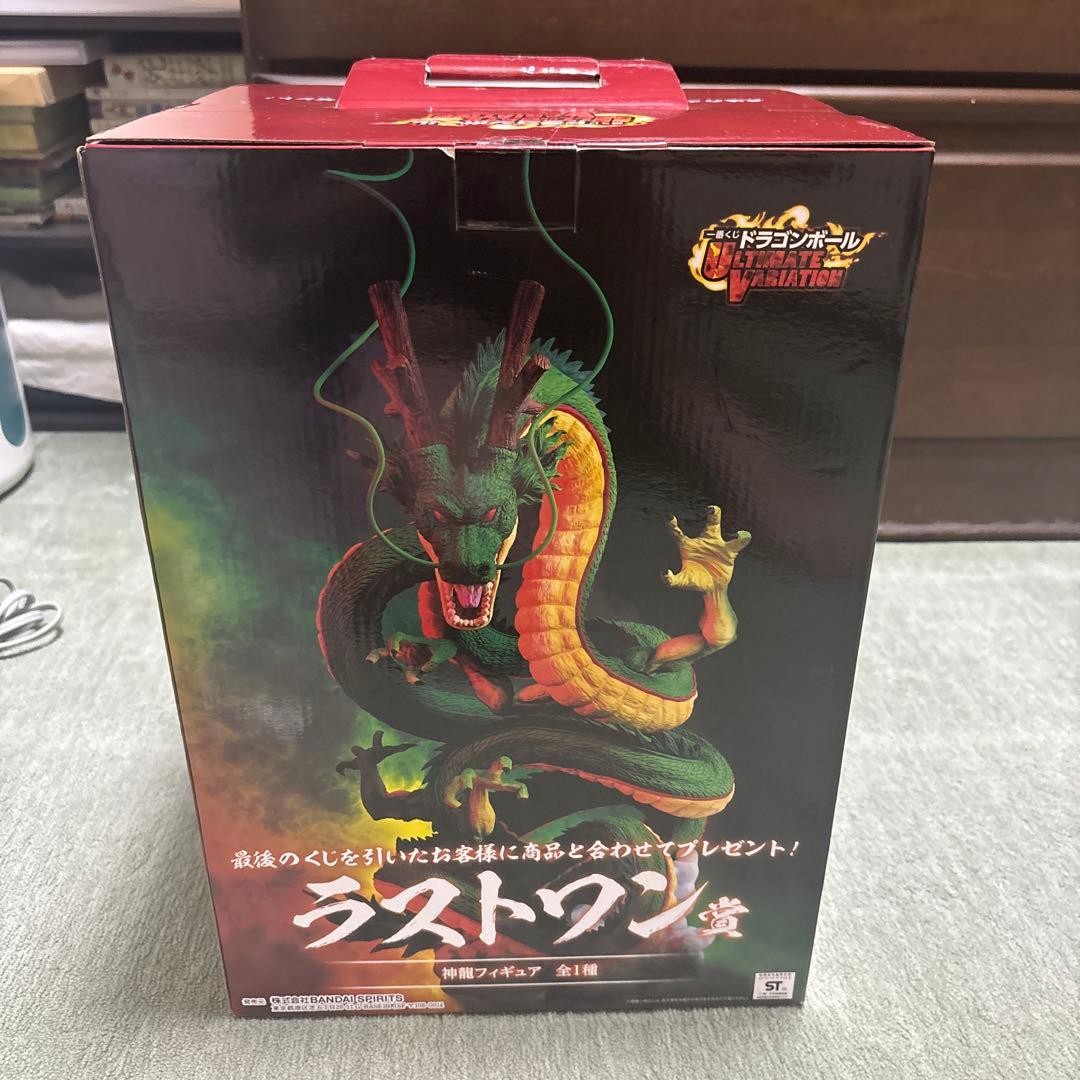 一番くじ ドラゴンボール
ULTIMATE
VARIATION
最後のくじを引いたお客様に商品と合わせてプレゼント!
ラストワン賞
神龍フィギュア 全1種
発売元 株式会社BANDAI SPIRITS
ST